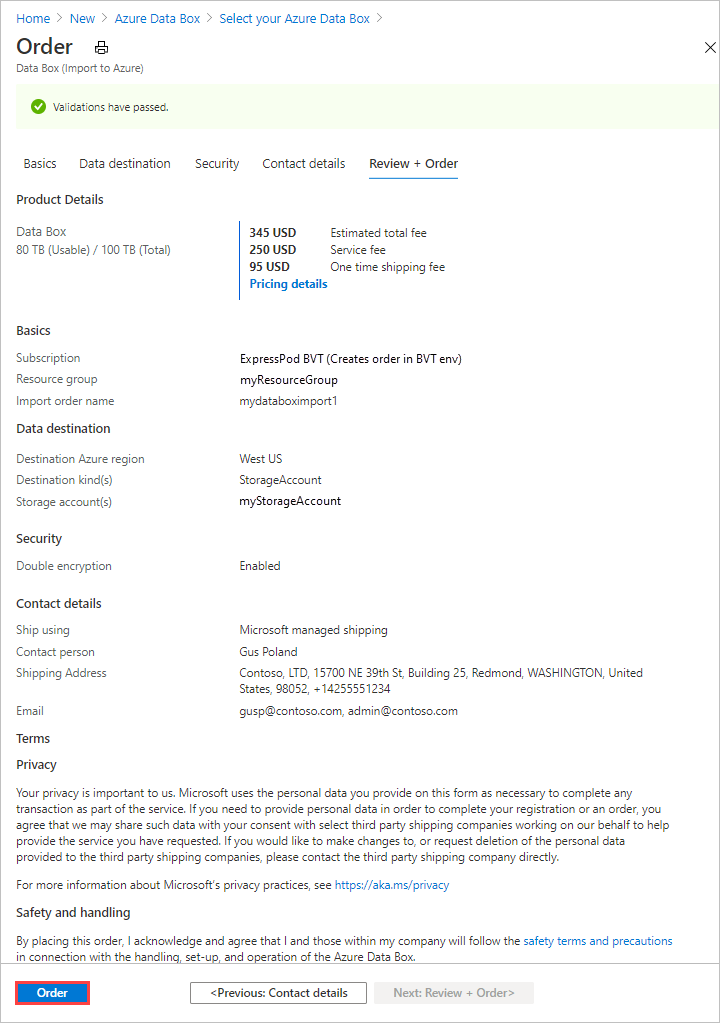 Home > New > Azure Data Box > Select your Azure Data Box >
Order
Data Box (Import to Azure)
Validations have passed.
Basics Data destination Security Contact details Review + Order
Product Details
Data Box
80 TB (Usable) / 100 TB (Total)
345 USD Estimated total fee
250 USD Service fee
95 USD One time shipping fee
Pricing details
Basics
Subscription ExpressPod BVT (Creates order in BVT env)
Resource group myResourceGroup
Import order name mydataboximport1
Data destination
Destination Azure region West US
Destination kind(s) StorageAccount
Storage account(s) myStorageAccount
Security
Double encryption Enabled
Contact details
Ship using Microsoft managed shipping
Contact person Gus Poland
Shipping Address Contoso, LTD, 15700 NE 39th St, Building 25, Redmond, WASHINGTON, United
States, 98052, +14255551234
Email gusp@contoso.com, admin@contoso.com
Terms
Privacy
Your privacy is important to us. Microsoft uses the personal data you provide on this form as necessary to complete any
transaction as part of the service. If you need to provide personal data in order to complete your registration or an order, you
agree that we may share such data with your consent with select third party shipping companies working on our behalf to help
provide the service you have requested. If you would like to make changes to, or request deletion of the personal data
provided to the third party shipping companies, please contact the third party shipping company directly.
For more information about Microsoft's privacy practices, see https://aka.ms/privacy
Safety and handling
By placing this order, I acknowledge and agree that I and those within my company will follow the safety terms and precautions
in connection with the handling, set-up, and operation of the Azure Data Box.
Order <Previous: Contact details Next: Review + Order>